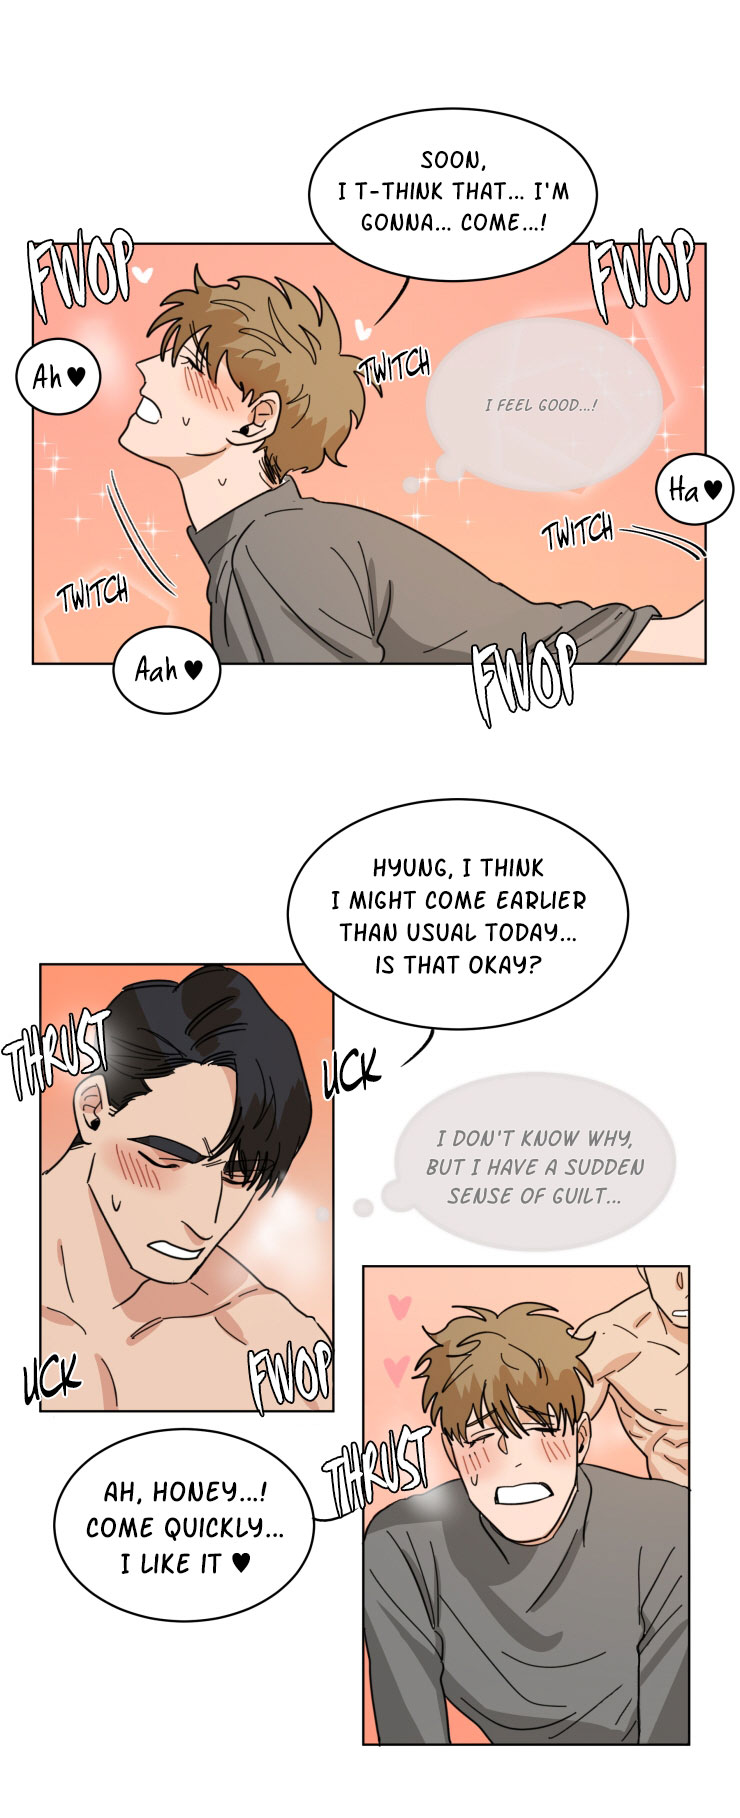 SOON,
I T-THINK THAT... I'M
GONNA... COME...!
FWOP
FWOP
Ah♥
TWITCH
I FEEL GOOD...!
Ha♥
TWITCH
TWITCH
Aah♥
FWOP
HYUNG, I THINK
I MIGHT COME EARLIER
THAN USUAL TODAY...
IS THAT OKAY?
THRUST
UCK
I DON'T KNOW WHY,
BUT I HAVE A SUDDEN
SENSE OF GUILT...
UCK
FWOP
THRUST
AH, HONEY...!
COME QUICKLY...
I LIKE IT ♥